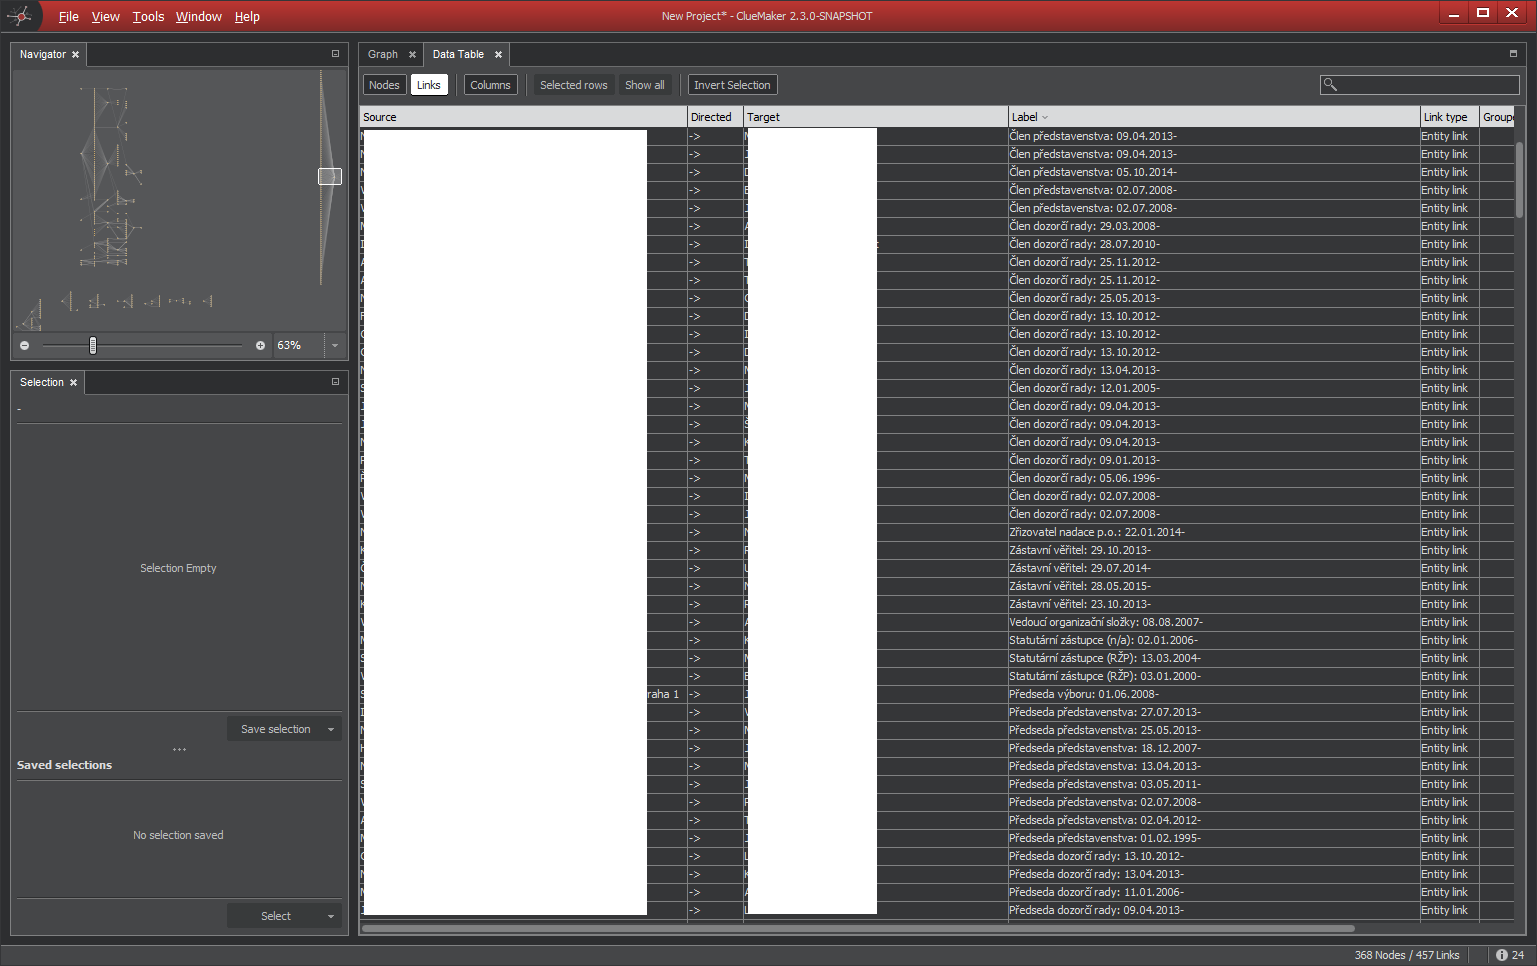 File View Tools Window Help
New Project* - ClueMaker 2.3.0-SNAPSHOT
Navigator
63%
Selection
-
Selection Empty
Save selection
Saved selections
No selection saved
Select
Graph Data Table
Nodes Links Columns Selected rows Show all Invert Selection
Source Directed Target Label Link type
-> Člen představenstva: 09.04.2013- Entity link
-> Člen představenstva: 09.04.2013- Entity link
-> Člen představenstva: 05.10.2014- Entity link
-> Člen představenstva: 02.07.2008- Entity link
-> Člen představenstva: 02.07.2008- Entity link
-> Člen dozorčí rady: 29.03.2008- Entity link
-> Člen dozorčí rady: 28.07.2010- Entity link
-> Člen dozorčí rady: 25.11.2012- Entity link
-> Člen dozorčí rady: 25.11.2012- Entity link
-> Člen dozorčí rady: 25.05.2013- Entity link
-> Člen dozorčí rady: 13.10.2012- Entity link
-> Člen dozorčí rady: 13.10.2012- Entity link
-> Člen dozorčí rady: 13.10.2012- Entity link
-> Člen dozorčí rady: 13.04.2013- Entity link
-> Člen dozorčí rady: 12.01.2005- Entity link
-> Člen dozorčí rady: 09.04.2013- Entity link
-> Člen dozorčí rady: 09.04.2013- Entity link
-> Člen dozorčí rady: 09.04.2013- Entity link
-> Člen dozorčí rady: 09.01.2013- Entity link
-> Člen dozorčí rady: 05.06.1996- Entity link
-> Člen dozorčí rady: 02.07.2008- Entity link
-> Člen dozorčí rady: 02.07.2008- Entity link
-> Zřizovatel nadace p.o.: 22.01.2014- Entity link
-> Zástavní věřitel: 29.10.2013- Entity link
-> Zástavní věřitel: 29.07.2014- Entity link
-> Zástavní věřitel: 28.05.2015- Entity link
-> Zástavní věřitel: 23.10.2013- Entity link
-> Vedoucí organizační složky: 08.08.2007- Entity link
-> Statutární zástupce (n/a): 02.01.2006- Entity link
-> Statutární zástupce (RŽP): 13.03.2004- Entity link
-> Statutární zástupce (RŽP): 03.01.2000- Entity link
raha 1 -> Předseda výboru: 01.06.2008- Entity link
-> Předseda představenstva: 27.07.2013- Entity link
-> Předseda představenstva: 25.05.2013- Entity link
-> Předseda představenstva: 18.12.2007- Entity link
-> Předseda představenstva: 13.04.2013- Entity link
-> Předseda představenstva: 03.05.2011- Entity link
-> Předseda představenstva: 02.07.2008- Entity link
-> Předseda představenstva: 02.04.2012- Entity link
-> Předseda představenstva: 01.02.1995- Entity link
-> Předseda dozorčí rady: 13.10.2012- Entity link
-> Předseda dozorčí rady: 13.04.2013- Entity link
-> Předseda dozorčí rady: 11.01.2006- Entity link
-> Předseda dozorčí rady: 09.04.2013- Entity link
368 Nodes / 457 Links 24